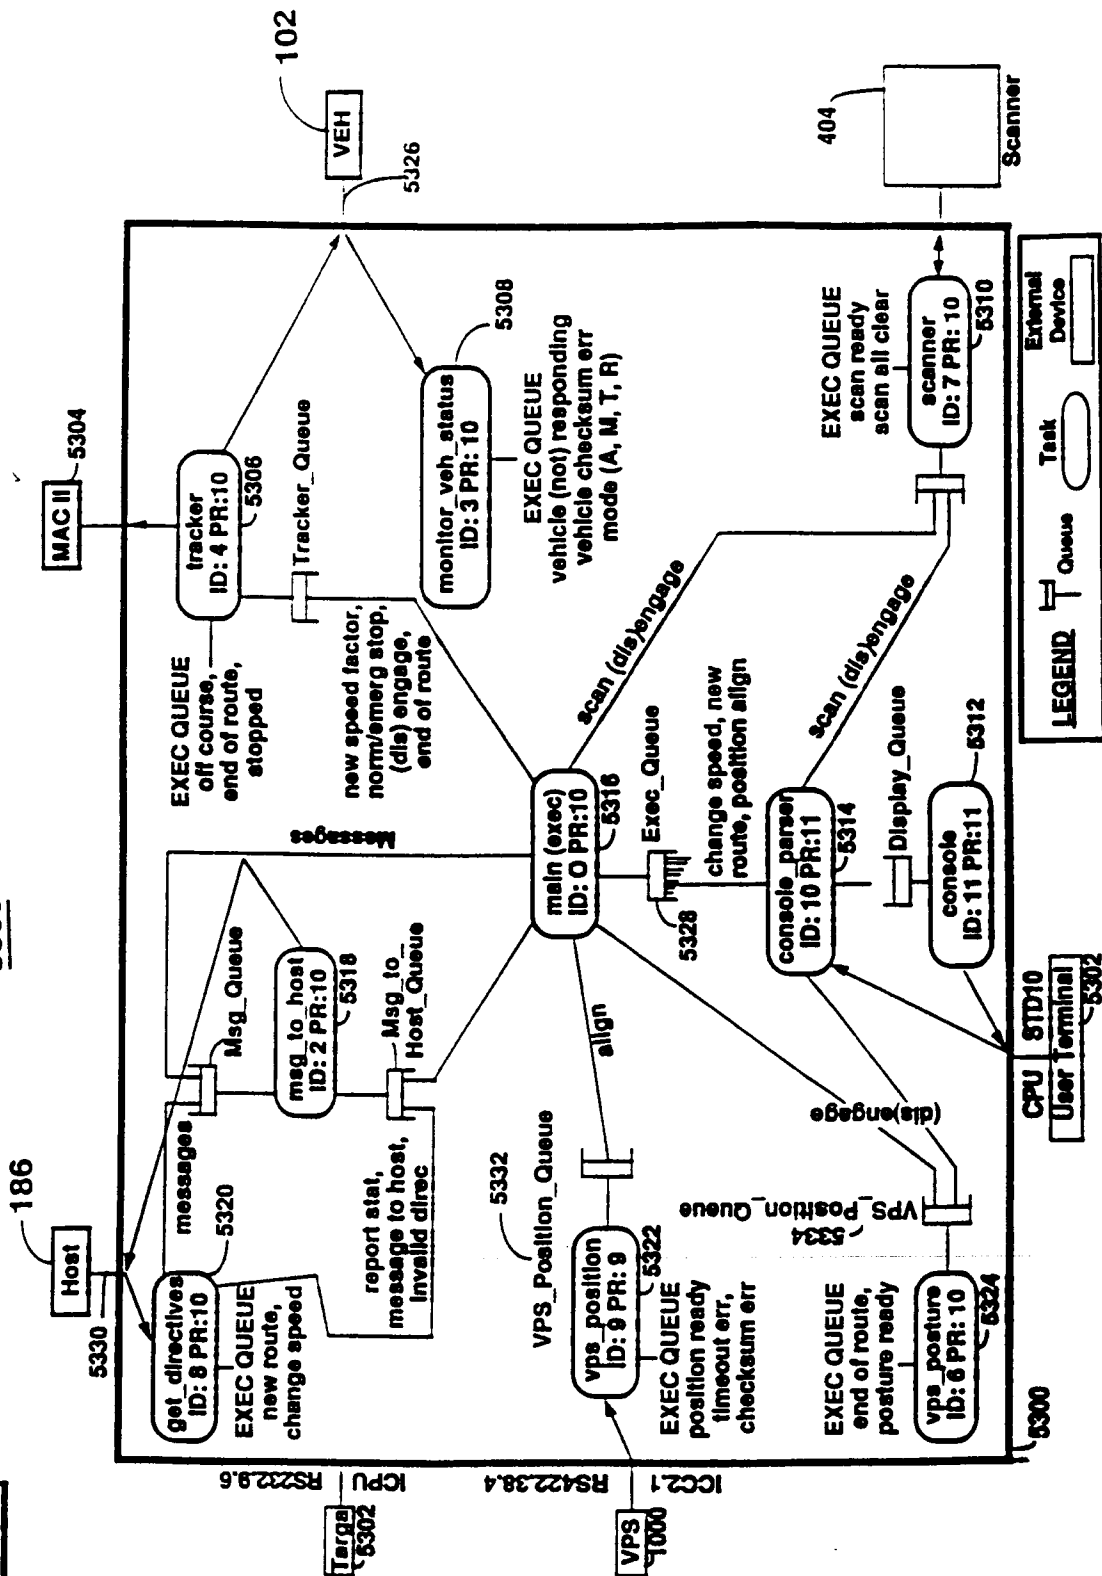 186
Host
5330
get_directives
ID: 8 PR:10
5320
EXEC QUEUE
new route,
change speed
messages
Msg_Queue
msg_to_host
ID: 2 PR:10
5318
Msg_to_
Host_Queue
report stat,
message to host,
invalid direc
Messages
MAC II
5304
tracker
ID: 4 PR:10
5306
EXEC QUEUE
off course,
end of route,
stopped
Tracker_Queue
new speed factor,
norm/emerg stop,
(dis) engage,
end of route
102
VEH
5326
monitor_veh_status
ID: 3 PR: 10
5308
EXEC QUEUE
vehicle (not) responding
vehicle checksum err
mode (A, M, T, R)
Targa
5302
RS232.9.6
ICPU
RS422.38.4
ICC2.1
VPS
1000
VPS_Position_Queue
5332
vps_position
ID: 9 PR: 9
5322
EXEC QUEUE
position ready
timeout err,
checksum err
align
main (exec)
ID: O PR:10
5316
Exec_Queue
5328
change speed, new
route, position align
scan (dis)engage
scan (dis)engage
EXEC QUEUE
scan ready
scan all clear
scanner
ID: 7 PR: 10
5310
404
Scanner
EXEC QUEUE
end of route,
posture ready
vps_posture
ID: 6 PR: 10
5324
VPS_Position_Queue
5334
(dis)engage
console_parser
ID: 10 PR:11
5314
Display_Queue
console
ID: 11 PR:11
5312
5300
CPU STD10
User Terminal
5302
LEGEND
Queue
Task
External
Device